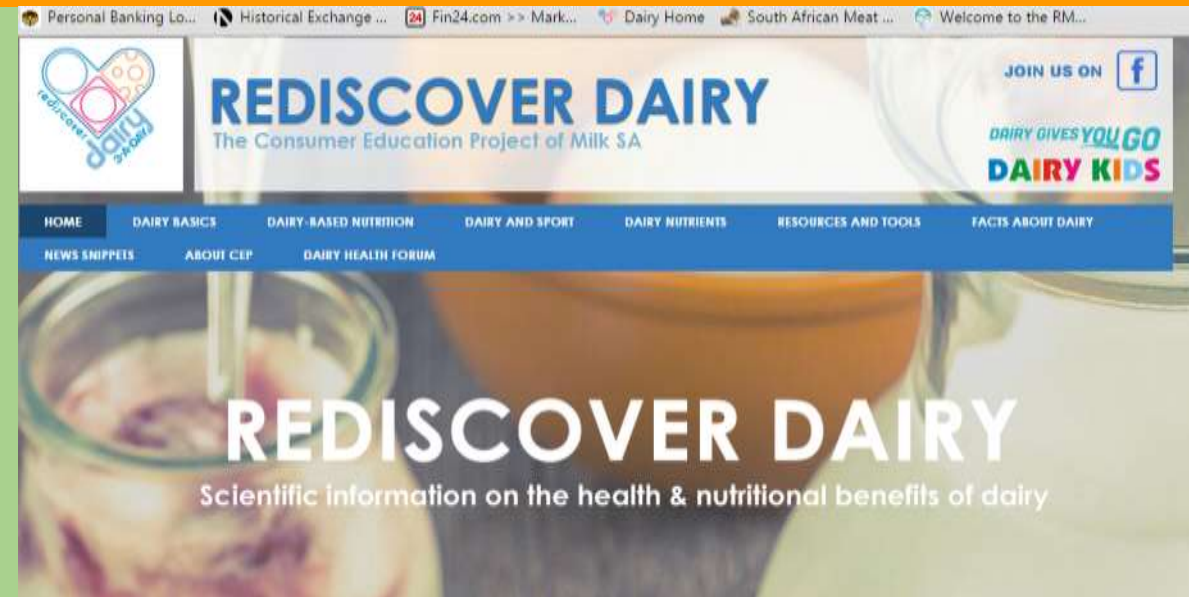 Personal Banking Lo... Historical Exchange ... 24 Fin24.com >> Mark... Dairy Home South African Meat ... Welcome to the RM...
rediscover
dairy
3-A-DAY
REDISCOVER DAIRY
The Consumer Education Project of Milk SA
JOIN US ON f
DAIRY GIVES YOU GO
DAIRY KIDS
HOME DAIRY BASICS DAIRY-BASED NUTRITION DAIRY AND SPORT DAIRY NUTRIENTS RESOURCES AND TOOLS FACTS ABOUT DAIRY
NEWS SNIPPETS ABOUT CEP DAIRY HEALTH FORUM
REDISCOVER DAIRY
Scientific information on the health & nutritional benefits of dairy